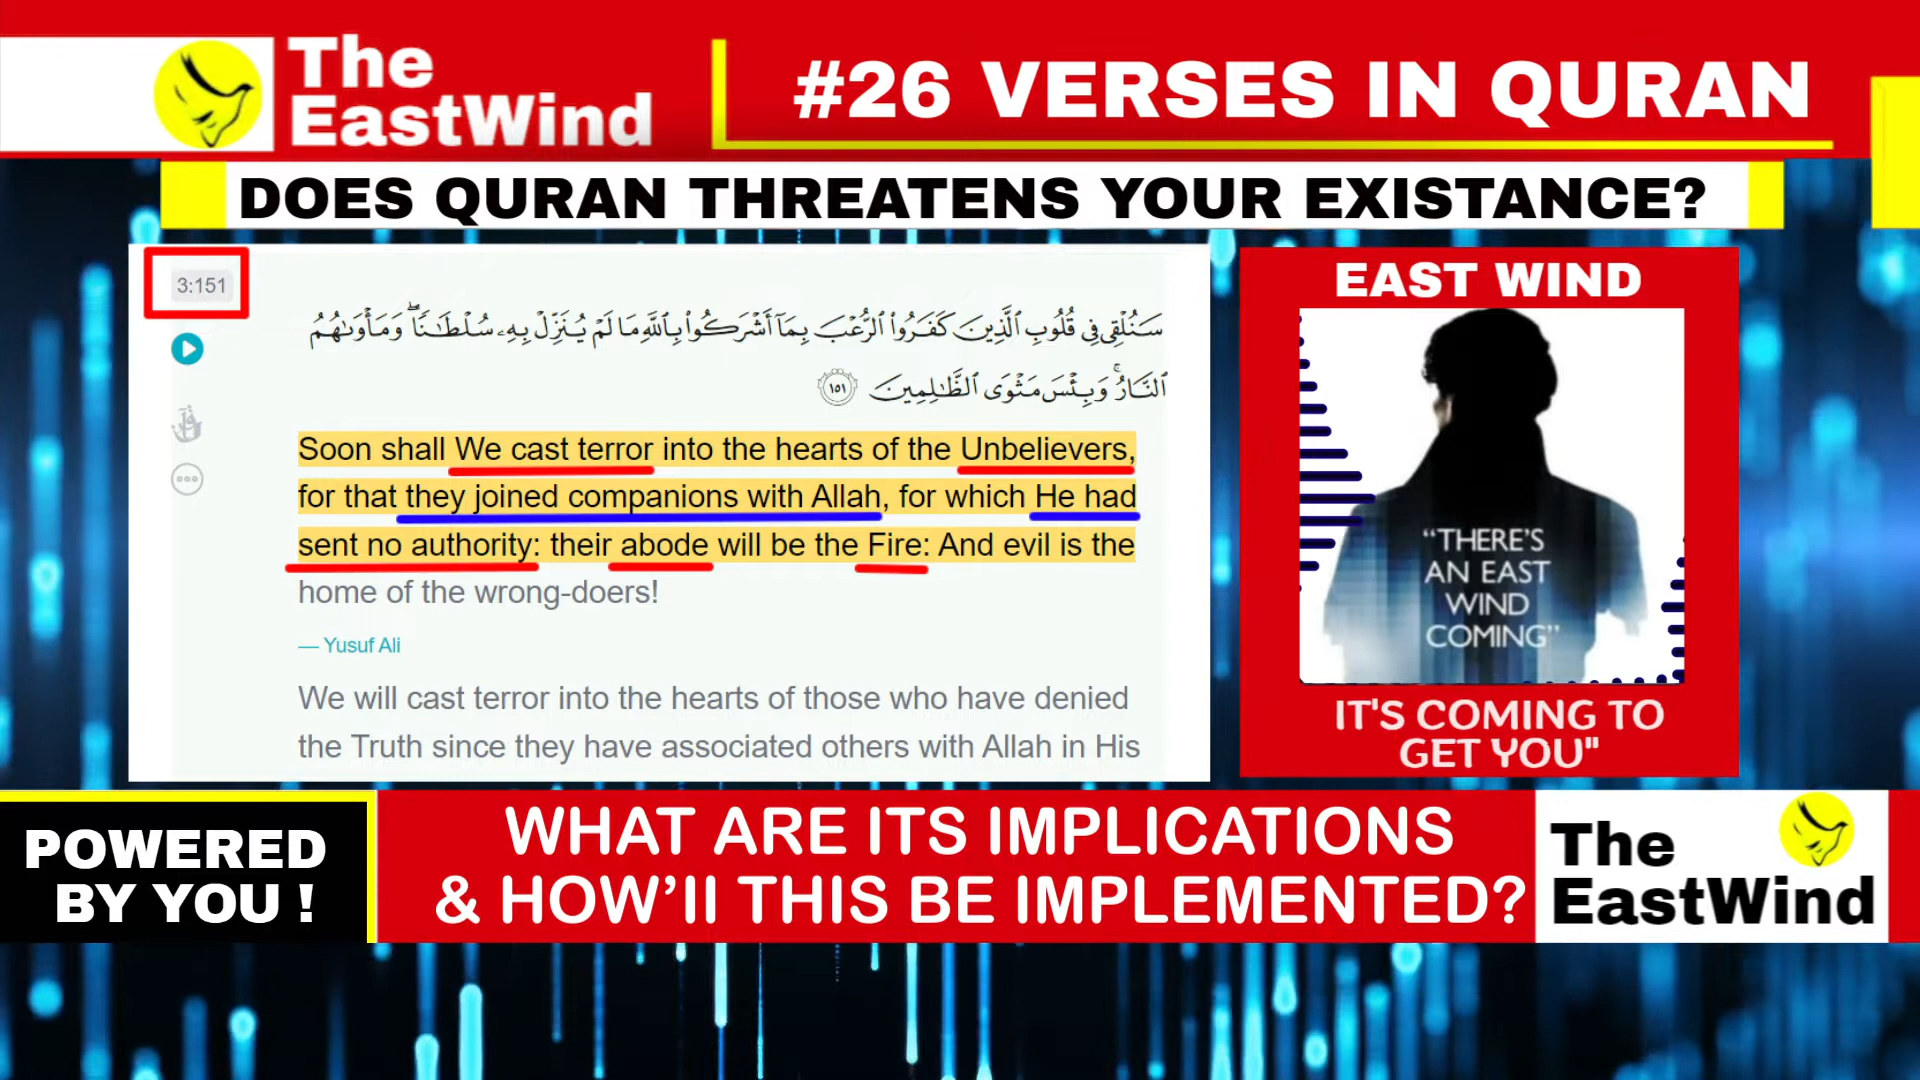 The
EastWind
#26 VERSES IN QURAN
DOES QURAN THREATENS YOUR EXISTANCE?
3:151
سَنُلْقِى فِى قُلُوبِ ٱلَّذِينَ كَفَرُوا۟ ٱلرُّعْبَ بِمَآ أَشْرَكُوا۟ بِٱللَّهِ مَا لَمْ يُنَزِّلْ بِهِۦ سُلْطَـٰنًا ۖ وَمَأْوَىٰهُمُ
ٱلنَّارُ ۚ وَبِئْسَ مَثْوَى ٱلظَّـٰلِمِينَ ١٥١
Soon shall We cast terror into the hearts of the Unbelievers,
for that they joined companions with Allah, for which He had
sent no authority: their abode will be the Fire: And evil is the
home of the wrong-doers!
— Yusuf Ali
We will cast terror into the hearts of those who have denied
the Truth since they have associated others with Allah in His
EAST WIND
“THERE'S
AN EAST
WIND
COMING”
IT'S COMING TO
GET YOU"
POWERED
BY YOU !
WHAT ARE ITS IMPLICATIONS
& HOW’II THIS BE IMPLEMENTED?
The
EastWind